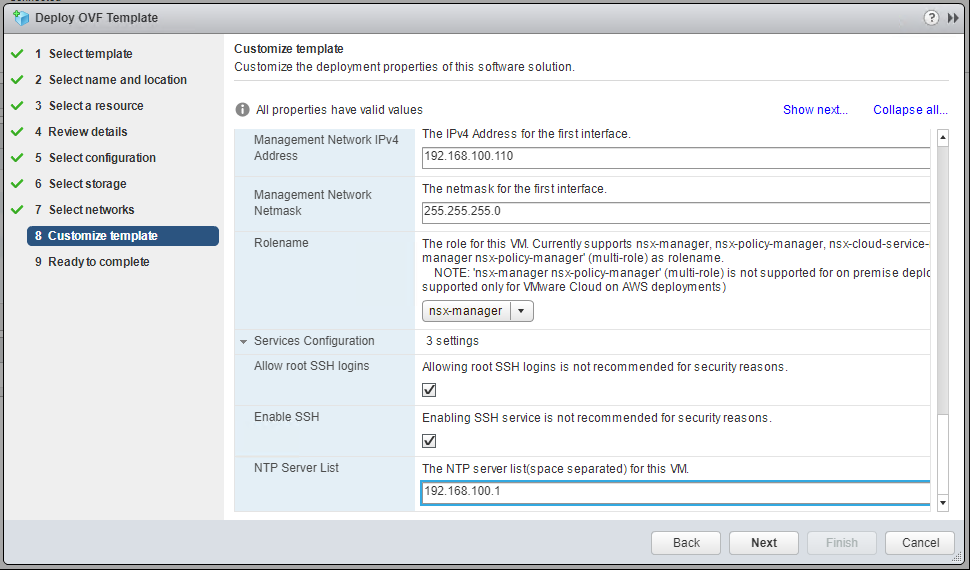 Deploy OVF Template
?
1 Select template
2 Select name and location
3 Select a resource
4 Review details
5 Select configuration
6 Select storage
7 Select networks
8 Customize template
9 Ready to complete
Customize template
Customize the deployment properties of this software solution.
All properties have valid values
Show next...
Collapse all...
Management Network IPv4
Address
The IPv4 Address for the first interface.
192.168.100.110
Management Network
Netmask
The netmask for the first interface.
255.255.255.0
Rolename
The role for this VM. Currently supports nsx-manager, nsx-policy-manager, nsx-cloud-service-
manager nsx-policy-manager' (multi-role) as rolename.
NOTE: 'nsx-manager nsx-policy-manager' (multi-role) is not supported for on premise deplo
supported only for VMware Cloud on AWS deployments)
nsx-manager
Services Configuration
3 settings
Allow root SSH logins
Allowing root SSH logins is not recommended for security reasons.
Enable SSH
Enabling SSH service is not recommended for security reasons.
NTP Server List
The NTP server list(space separated) for this VM.
192.168.100.1
Back
Next
Finish
Cancel